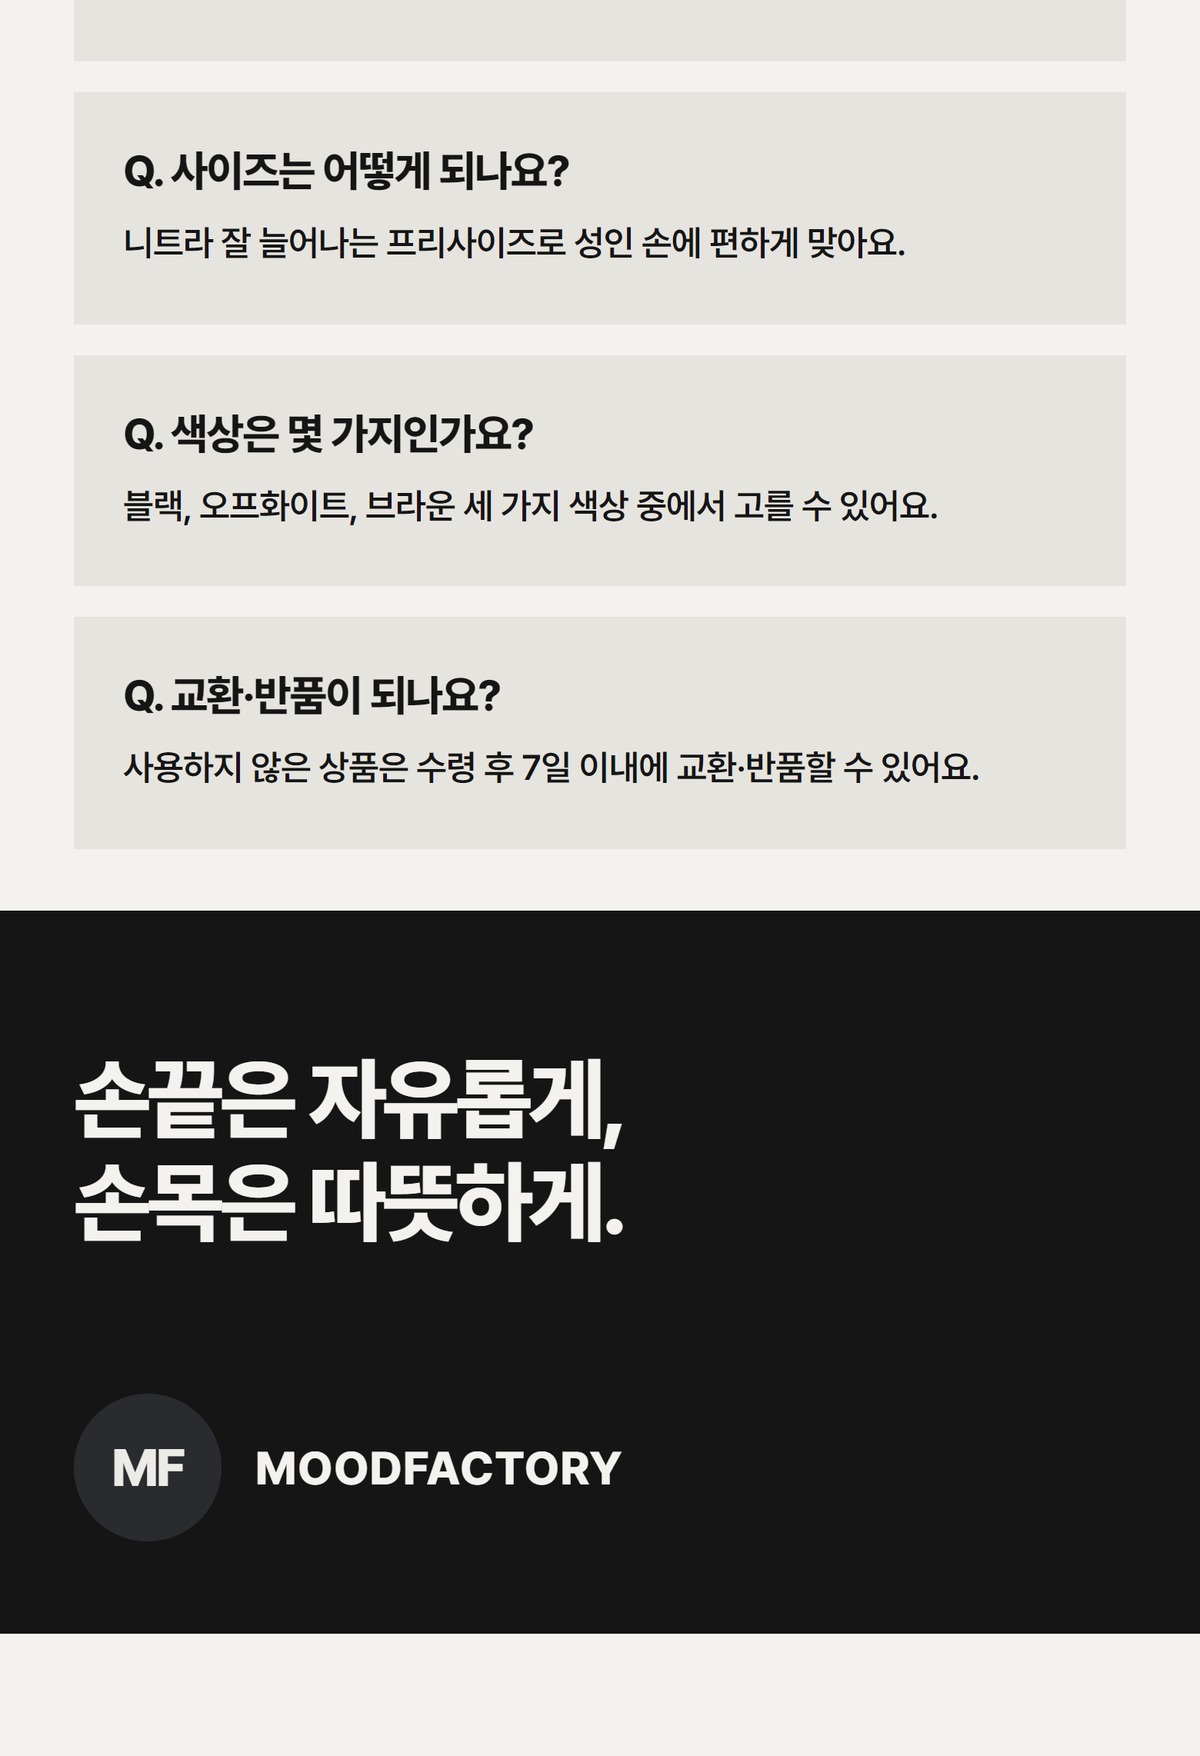 Q. 사이즈는 어떻게 되나요?
니트라 잘 늘어나는 프리사이즈로 성인 손에 편하게 맞아요.
Q. 색상은 몇 가지인가요?
블랙, 오프화이트, 브라운 세 가지 색상 중에서 고를 수 있어요.
Q. 교환·반품이 되나요?
사용하지 않은 상품은 수령 후 7일 이내에 교환·반품할 수 있어요.
손끝은 자유롭게,
손목은 따뜻하게.
MF
MOODFACTORY